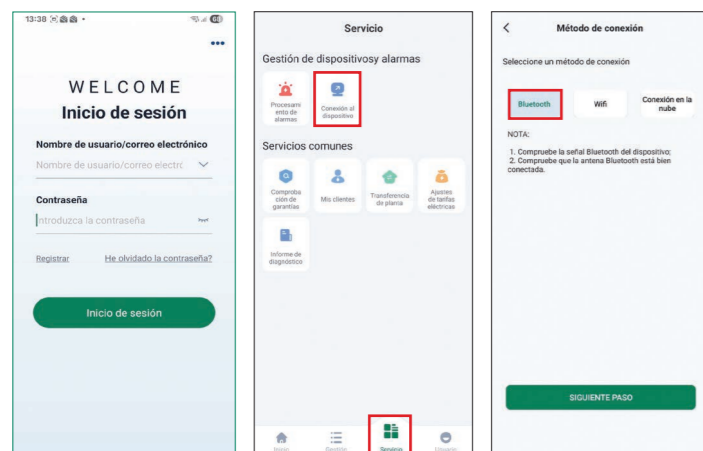 13:38
WELCOME
Inicio de sesión
Nombre de usuario/correo electrónico
Nombre de usuario/correo electrc
Contraseña
Introduzca la contraseña
Registrar He olvidado la contraseña?
Inicio de sesión
Servicio
Gestión de dispositivosy alarmas
Procesami
ento de
alarmas
Conexión al
dispositivo
Servicios comunes
Comproba
ción de
garantías
Mis clientes
Transferencia
de planta
Ajustes
de tarifas
eléctricas
Informe de
diagnóstico
Inicio Gestión Servicio Usuario
Método de conexión
Seleccione un método de conexión
Bluetooth Wifi Conexión en la
nube
NOTA:
1. Compruebe la señal Bluetooth del dispositivo;
2. Compruebe que la antena Bluetooth está bien
conectada.
SIGUIENTE PASO